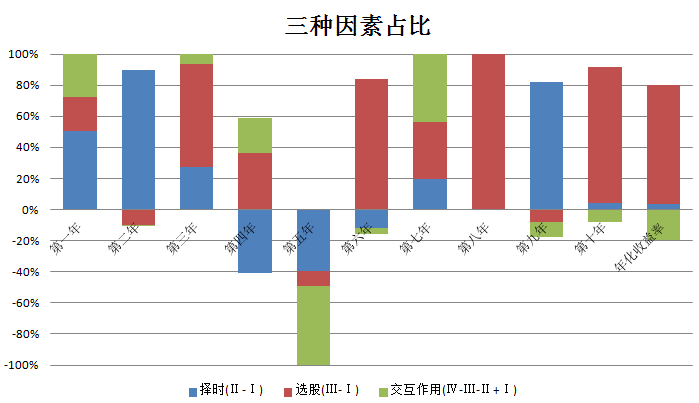 三种因素占比
100%
80%
60%
40%
20%
0%
-20%
-40%
-60%
-80%
-100%
第一年
第二年
第三年
第四年
第五年
第六年
第七年
第八年
第九年
第十年
年化收益率
择时(Ⅱ-Ⅰ) 选股(Ⅲ-Ⅰ) 交互作用(Ⅳ-Ⅲ-Ⅱ+Ⅰ)